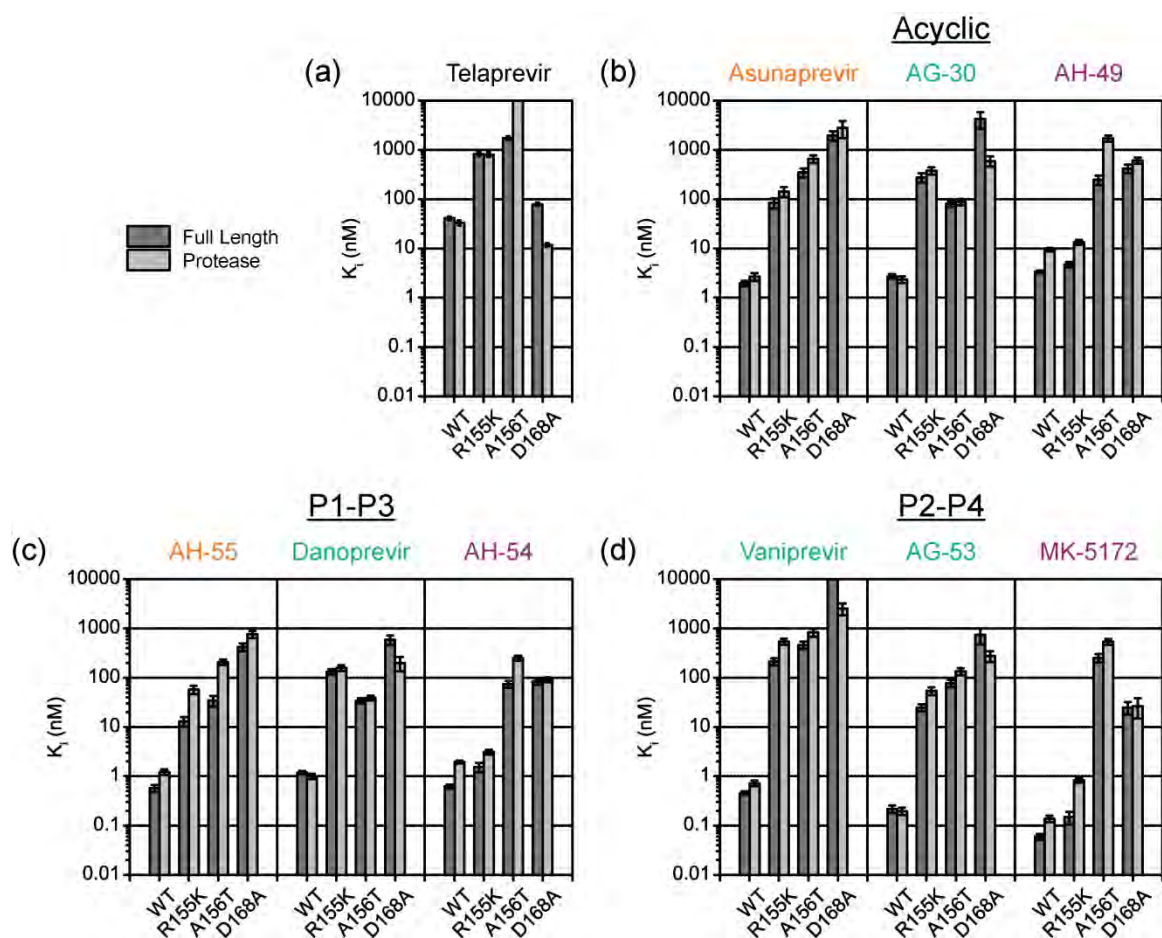 Acyclic
(a) Telaprevir
(b) Asunaprevir AG-30 AH-49
Full Length
Protease
Ki (nM)
10000
1000
100
10
1
0.1
0.01
WT R155K A156T D168A
Ki (nM)
10000
1000
100
10
1
0.1
0.01
WT R155K A156T D168A WT R155K A156T D168A WT R155K A156T D168A
P1-P3
(c) AH-55 Danoprevir AH-54
Ki (nM)
10000
1000
100
10
1
0.1
0.01
WT R155K A156T D168A WT R155K A156T D168A WT R155K A156T D168A
P2-P4
(d) Vaniprevir AG-53 MK-5172
Ki (nM)
10000
1000
100
10
1
0.1
0.01
WT R155K A156T D168A WT R155K A156T D168A WT R155K A156T D168A